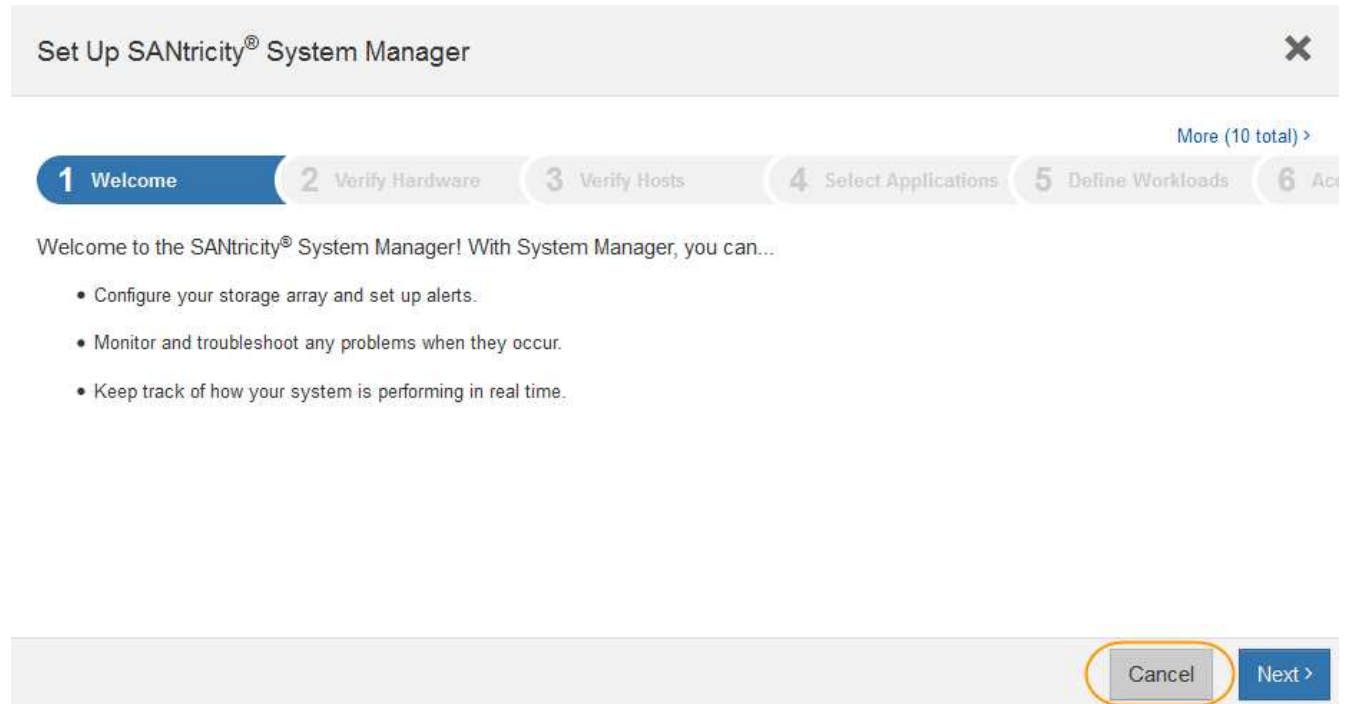 Set Up SANtricity® System Manager
More (10 total) >
1 Welcome 2 Verify Hardware 3 Verify Hosts 4 Select Applications 5 Define Workloads 6
Welcome to the SANtricity® System Manager! With System Manager, you can...
• Configure your storage array and set up alerts.
• Monitor and troubleshoot any problems when they occur.
• Keep track of how your system is performing in real time.
Cancel Next >